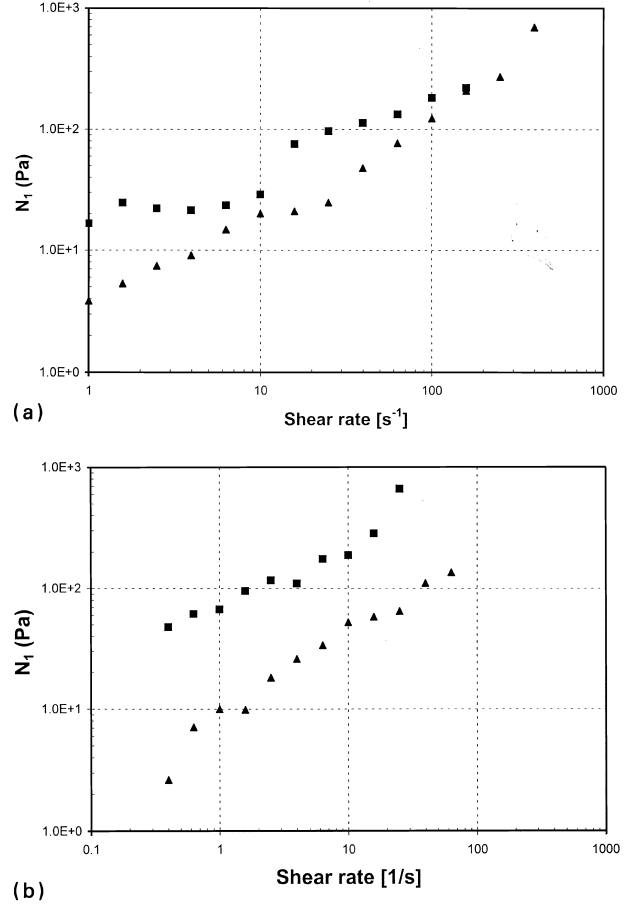 1.0E+3
1.0E+2
1.0E+1
1.0E+0
N1 (Pa)
1 10 100 1000
Shear rate [s-1]
(a)
1.0E+3
1.0E+2
1.0E+1
1.0E+0
N1 (Pa)
0.1 1 10 100 1000
Shear rate [1/s]
(b)